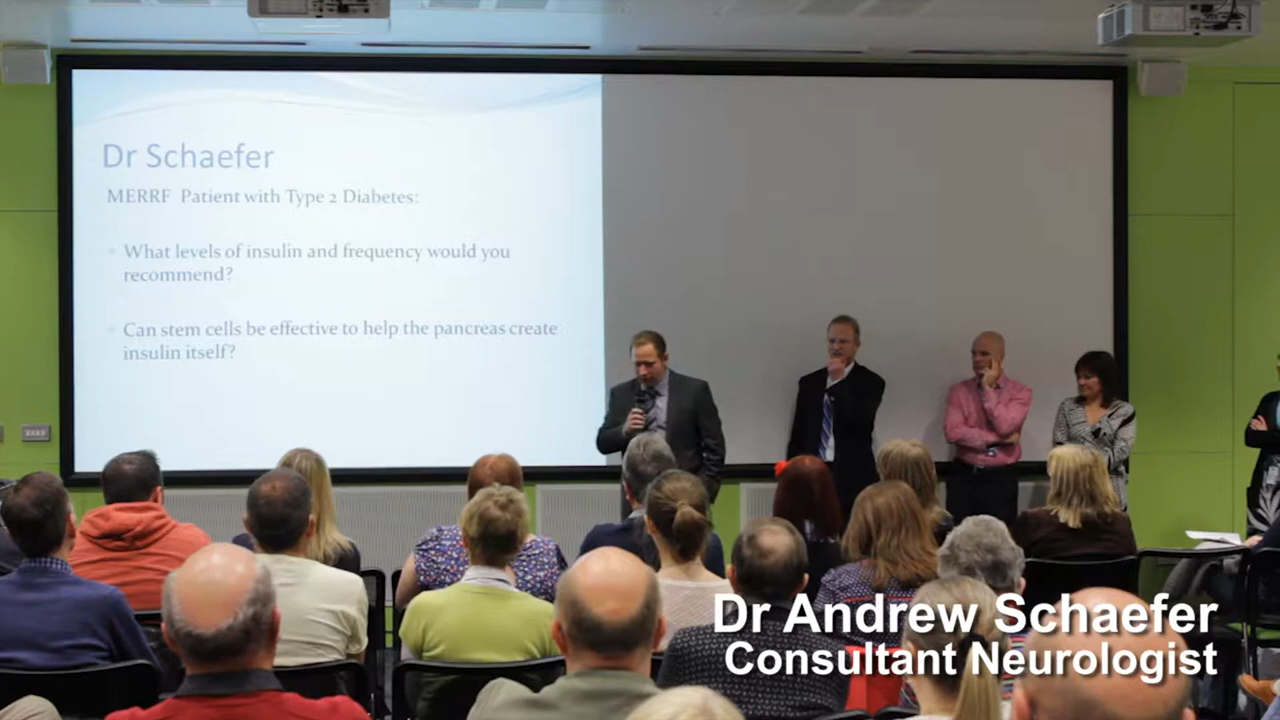 Dr Schaefer
MERRF Patient with Type 2 Diabetes:
What levels of insulin and frequency would you
recommend?
Can stem cells be effective to help the pancreas create
insulin itself?
Dr Andrew Schaefer
Consultant Neurologist